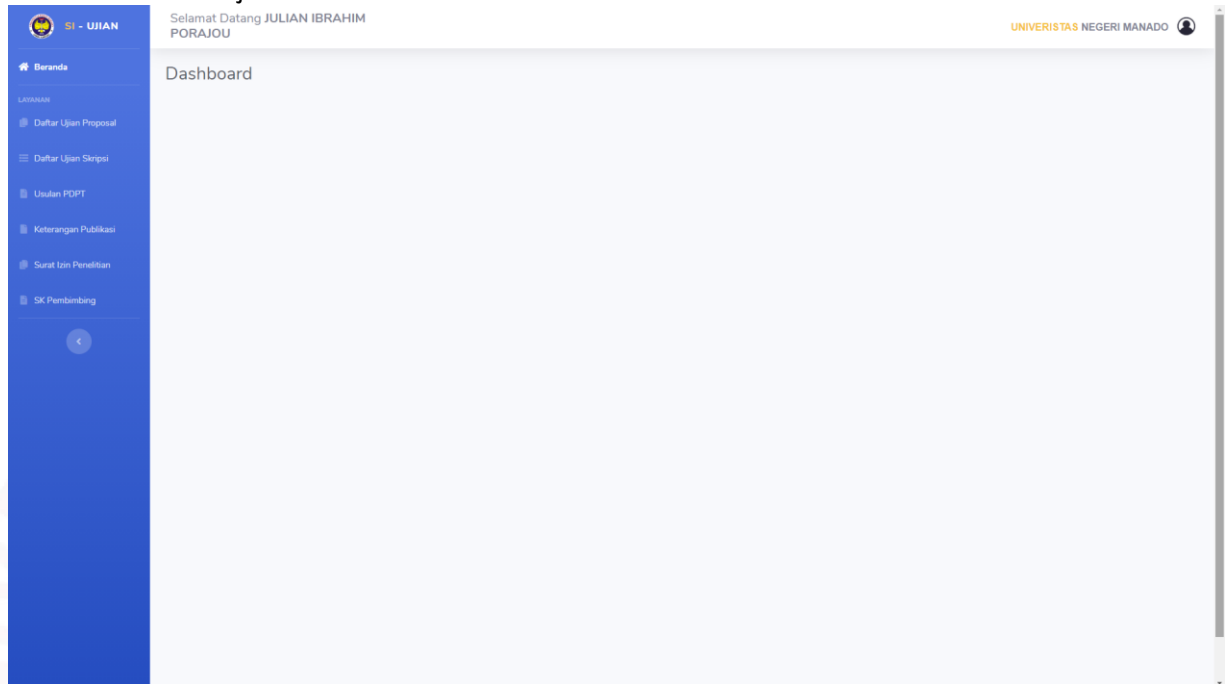 SI - UJIAN
Selamat Datang JULIAN IBRAHIM
PORAJOU
UNIVERISTAS NEGERI MANADO
Beranda
Dashboard
LAYANAN
Daftar Ujian Proposal
Daftar Ujian Skripsi
Usulan PDPT
Keterangan Publikasi
Surat Izin Penelitian
SK Pembimbing